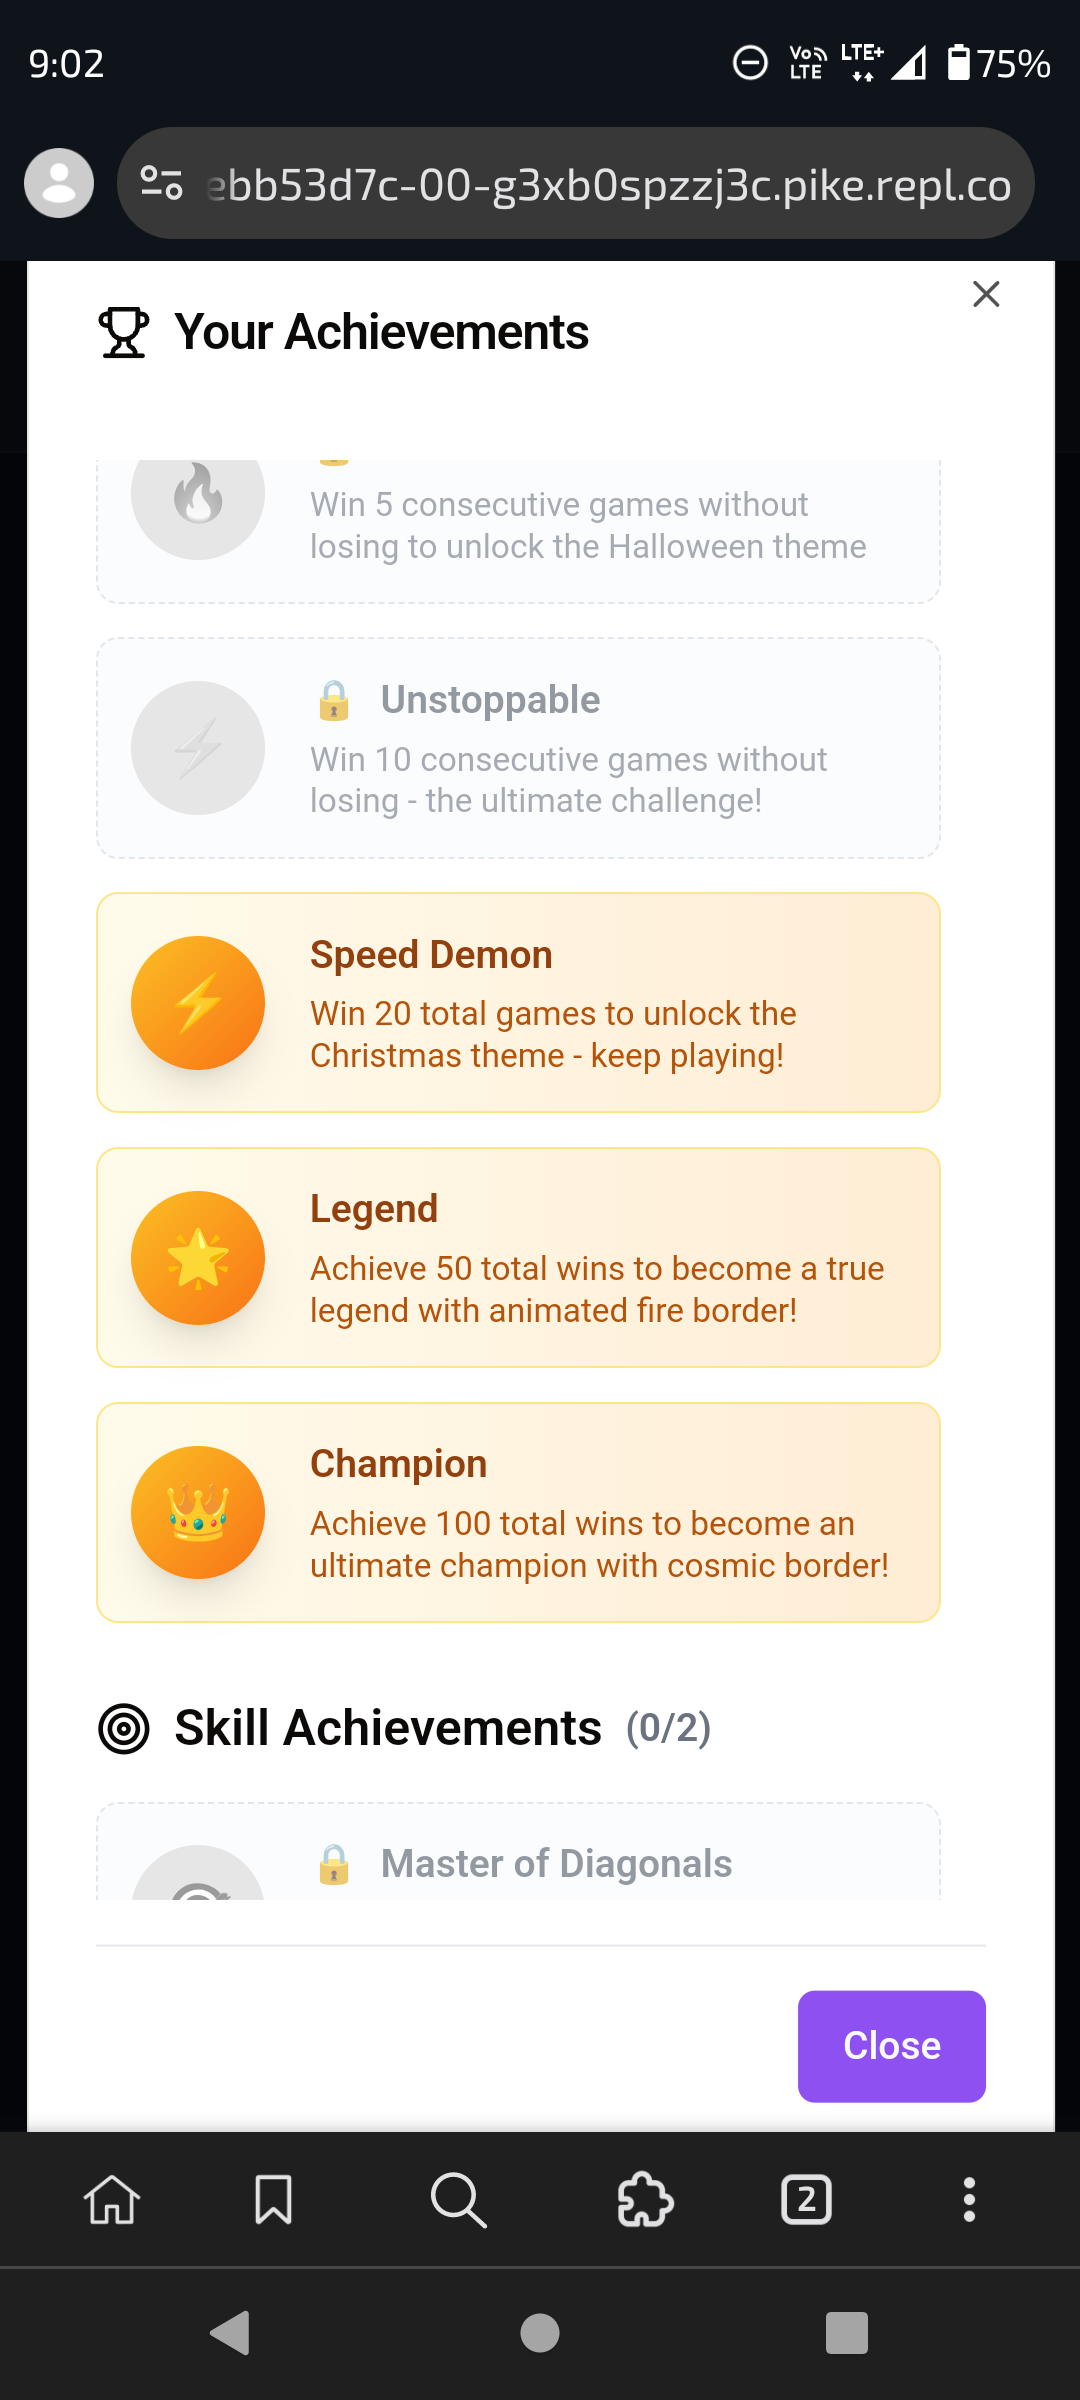 9:02
Vo LTE
LTE+
75%
ebb53d7c-00-g3xb0spzzj3c.pike.repl.co
Your Achievements
Win 5 consecutive games without
losing to unlock the Halloween theme
Unstoppable
Win 10 consecutive games without
losing - the ultimate challenge!
Speed Demon
Win 20 total games to unlock the
Christmas theme - keep playing!
Legend
Achieve 50 total wins to become a true
legend with animated fire border!
Champion
Achieve 100 total wins to become an
ultimate champion with cosmic border!
Skill Achievements (0/2)
Master of Diagonals
Close
2